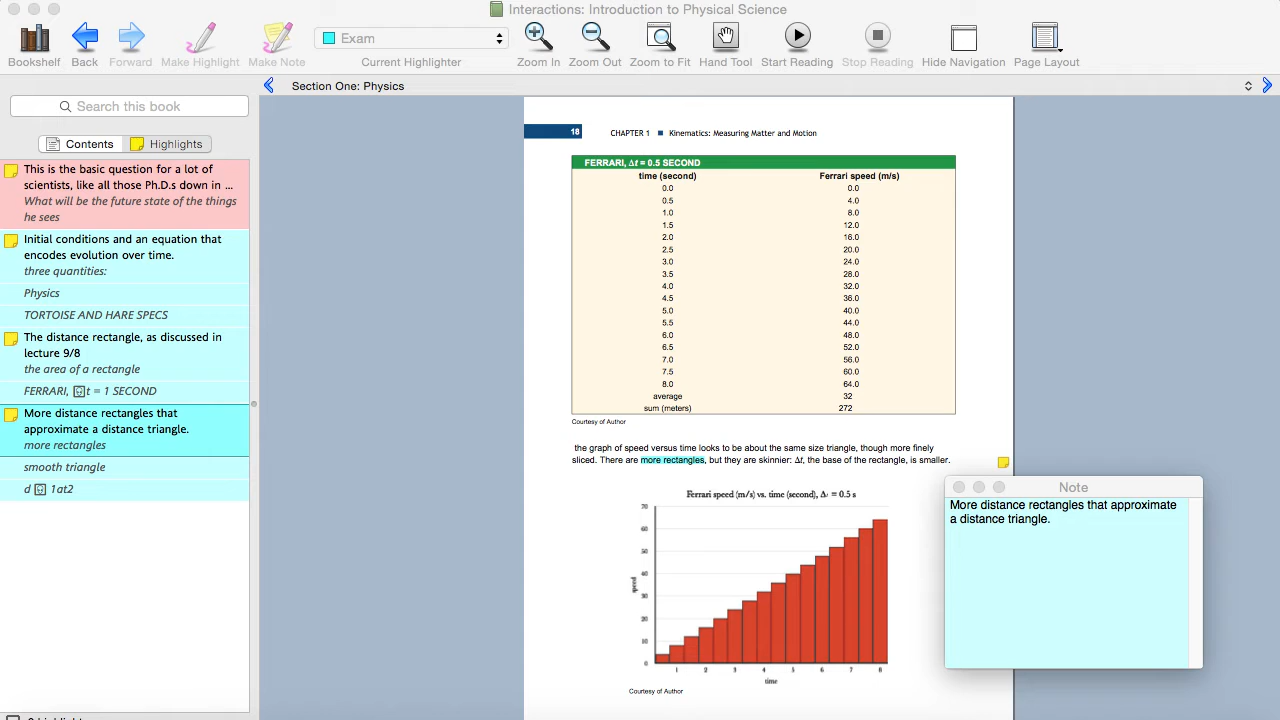 Interactions: Introduction to Physical Science
Bookshelf Back Forward Make Highlight Make Note Exam Current Highlighter Zoom In Zoom Out Zoom to Fit Hand Tool Start Reading Stop Reading Hide Navigation Page Layout
Section One: Physics
Search this book
Contents Highlights
This is the basic question for a lot of
scientists, like all those Ph.D.s down in ...
What will be the future state of the things
he sees
Initial conditions and an equation that
encodes evolution over time.
three quantities:
Physics
TORTOISE AND HARE SPECS
The distance rectangle, as discussed in
lecture 9/8
the area of a rectangle
FERRARI, t = 1 SECOND
More distance rectangles that
approximate a distance triangle.
more rectangles
smooth triangle
d 1at2
18 CHAPTER 1 ■ Kinematics: Measuring Matter and Motion
FERRARI, Δt = 0.5 SECOND
time (second) Ferrari speed (m/s)
0.0 0.0
0.5 4.0
1.0 8.0
1.5 12.0
2.0 16.0
2.5 20.0
3.0 24.0
3.5 28.0
4.0 32.0
4.5 36.0
5.0 40.0
5.5 44.0
6.0 48.0
6.5 52.0
7.0 56.0
7.5 60.0
8.0 64.0
average 32
sum (meters) 272
Courtesy of Author
the graph of speed versus time looks to be about the same size triangle, though more finely
sliced. There are more rectangles, but they are skinnier: Δt, the base of the rectangle, is smaller.
Ferrari speed (m/s) vs. time (second), Δt = 0.5 s
70
60
50
40
30
20
10
0
speed
1 2 3 4 5 6 7 8
time
Courtesy of Author
Note
More distance rectangles that approximate
a distance triangle.